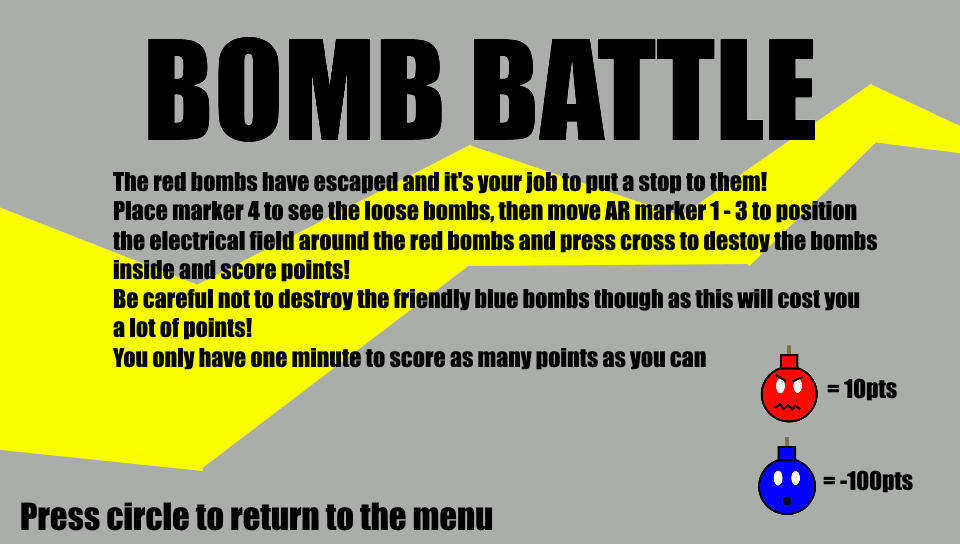 BOMB BATTLE
The red bombs have escaped and it's your job to put a stop to them!
Place marker 4 to see the loose bombs, then move AR marker 1 - 3 to position
the electrical field around the red bombs and press cross to destoy the bombs
inside and score points!
Be careful not to destroy the friendly blue bombs though as this will cost you
a lot of points!
You only have one minute to score as many points as you can
= 10pts
= -100pts
Press circle to return to the menu